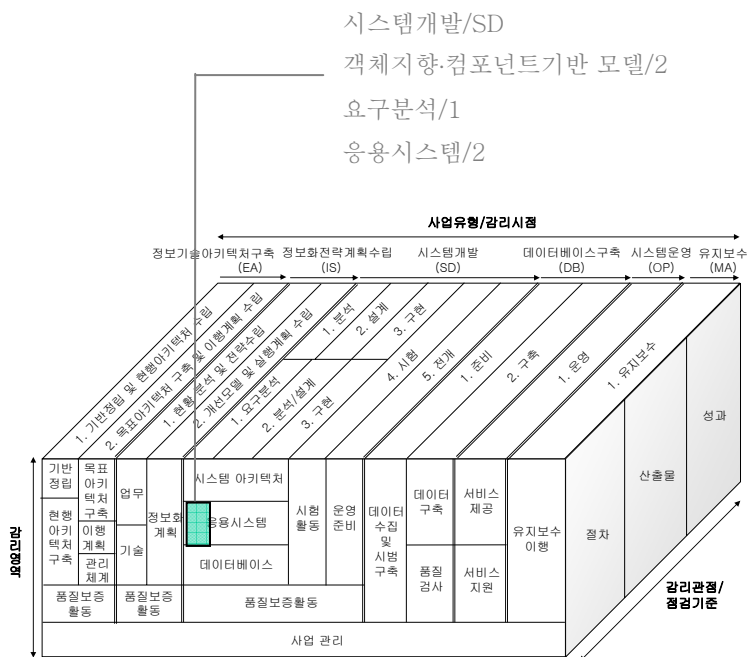 시스템개발/SD
객체지향·컴포넌트기반 모델/2
요구분석/1
응용시스템/2
사업유형/감리시점
정보기술아키텍처구축
(EA)
정보화전략계획수립
(IS)
시스템개발
(SD)
데이터베이스구축
(DB)
시스템운영
(OP)
유지보수
(MA)
1. 기반정립 및 현행아키텍처 수립
2. 목표아키텍처 구축 및 이행계획 수립
1. 현황 분석 및 전략수립
2. 개선모델 및 실행계획 수립
1. 분석
2. 설계
3. 구현
1. 요구분석
2. 분석/설계
3. 구현
4. 시험
5. 전개
1. 준비
2. 구축
1. 운영
1. 유지보수
감리영역
기반
정립
현행
아키
텍처
구축
목표
아키
텍처
구축
이행
계획
관리
체계
품질보증
활동
업무
기술
정보화
계획
품질보증
활동
시스템 아키텍처
응용시스템
데이터베이스
시험
활동
운영
준비
품질보증활동
데이터
수집
및
시범
구축
데이터
구축
품질
검사
서비스
제공
서비스
지원
유지보수
이행
사업 관리
절차
산출물
성과
감리관점/
점검기준